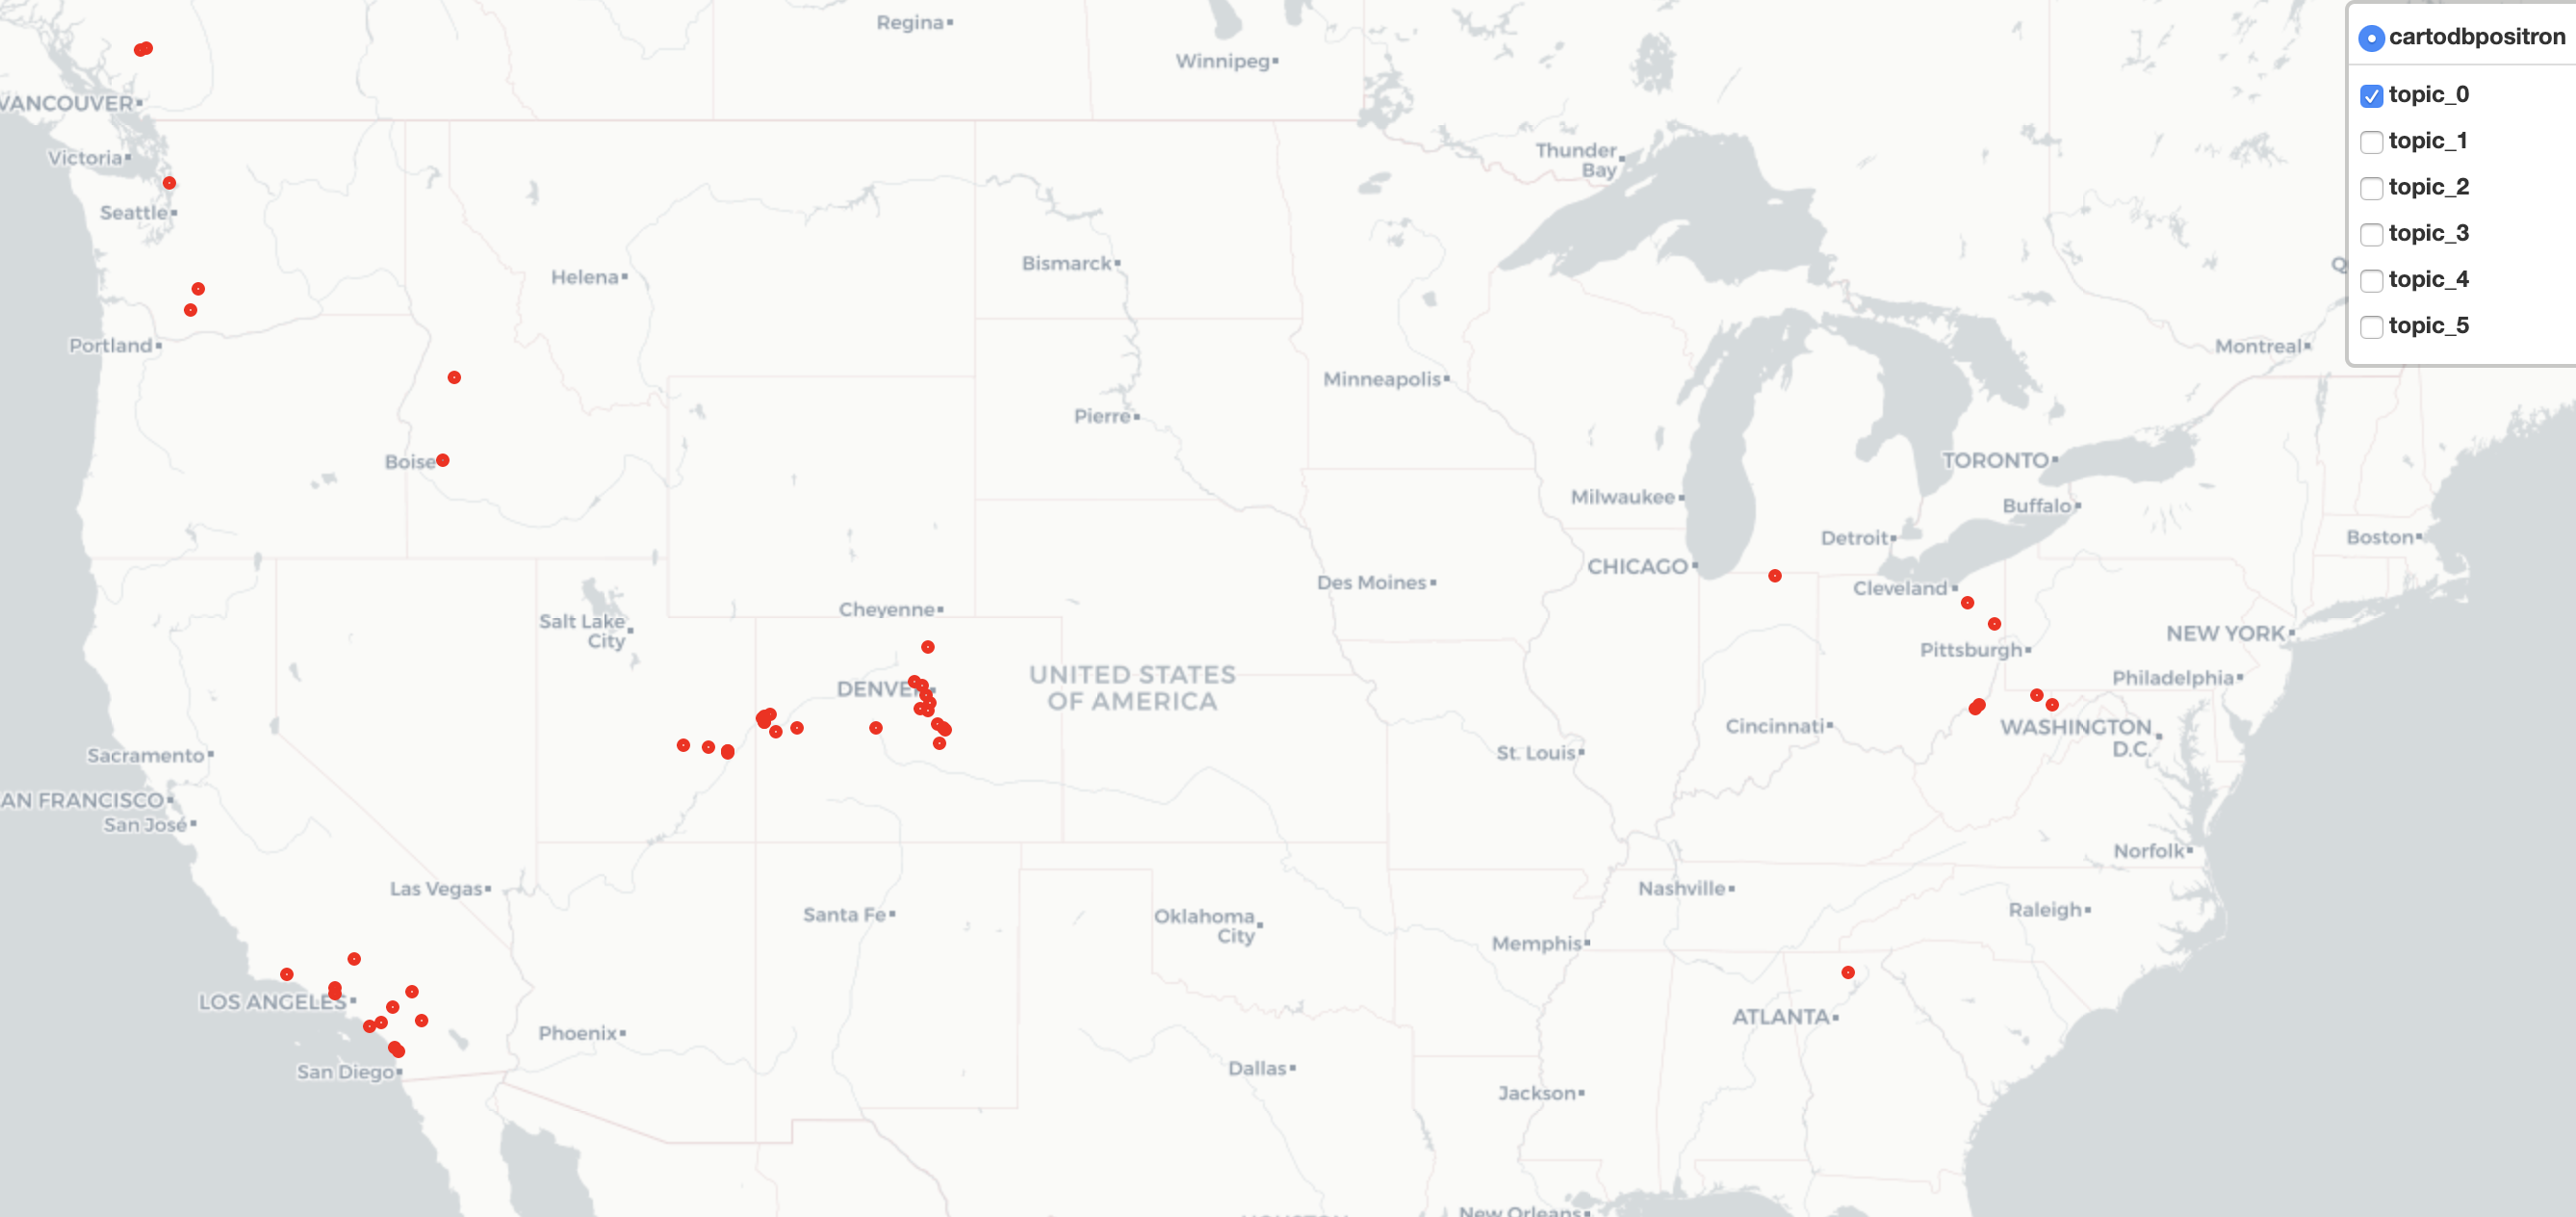 Regina
Winnipeg
VANCOUVER
Victoria
Seattle
Portland
Helena
Bismarck
Thunder
Bay
Boise
Pierre
Minneapolis
Montreal
TORONTO
Buffalo
Milwaukee
Detroit
Boston
CHICAGO
Des Moines
Cleveland
Cheyenne
Salt Lake
City
NEW YORK
Pittsburgh
Philadelphia
UNITED STATES
OF AMERICA
DENVE
Sacramento
AN FRANCISCO
San José
Cincinnati
WASHINGTON
D.C.
St. Louis
Norfolk
Las Vegas
Santa Fe
Oklahoma
City
Nashville
Raleigh
Memphis
LOS ANGELES
Phoenix
ATLANTA
San Diego
Dallas
Jackson
New Orleans
Q
cartodbpositron
topic_0
topic_1
topic_2
topic_3
topic_4
topic_5